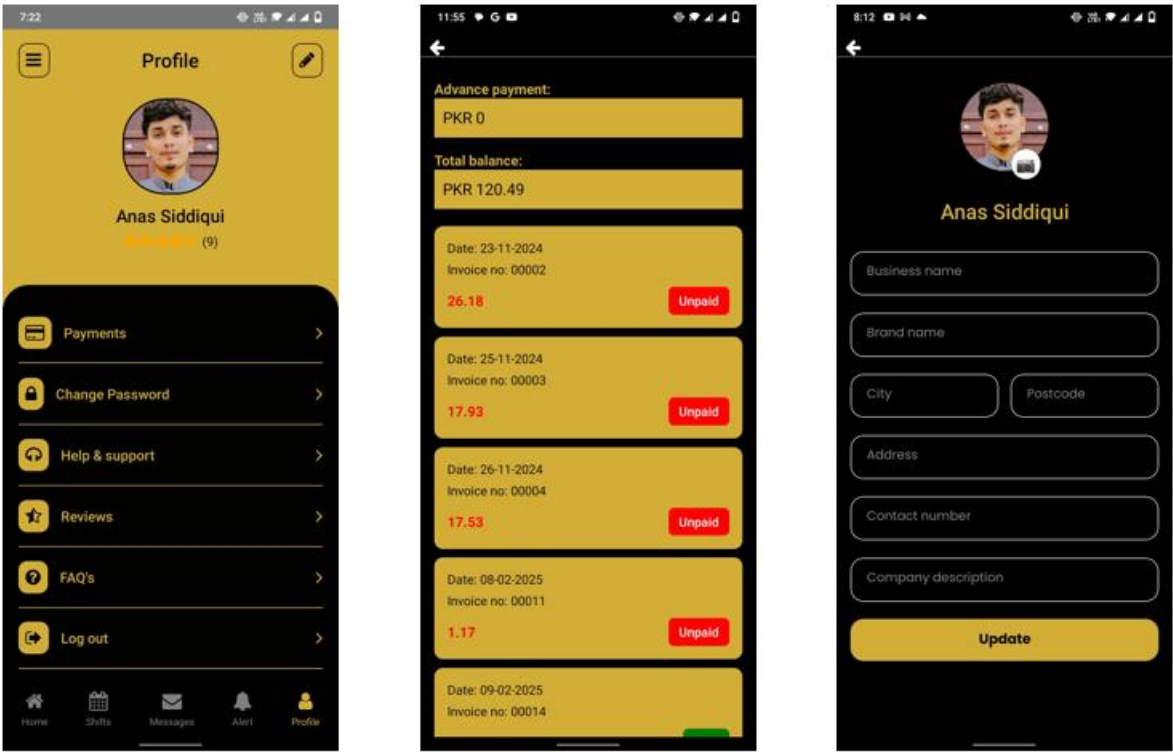 7:22
Profile
Anas Siddiqui
(9)
Payments
Change Password
Help & support
Reviews
FAQ's
Log out
Home Shifts Messages Alert Profile
11:55 G
Advance payment:
PKR 0
Total balance:
PKR 120.49
Date: 23-11-2024
Invoice no: 00002
26.18 Unpaid
Date: 25-11-2024
Invoice no: 00003
17.93 Unpaid
Date: 26-11-2024
Invoice no: 00004
17.53 Unpaid
Date: 08-02-2025
Invoice no: 00011
1.17 Unpaid
Date: 09-02-2025
Invoice no: 00014
8:12
Anas Siddiqui
Business name
Brand name
City Postcode
Address
Contact number
Company description
Update